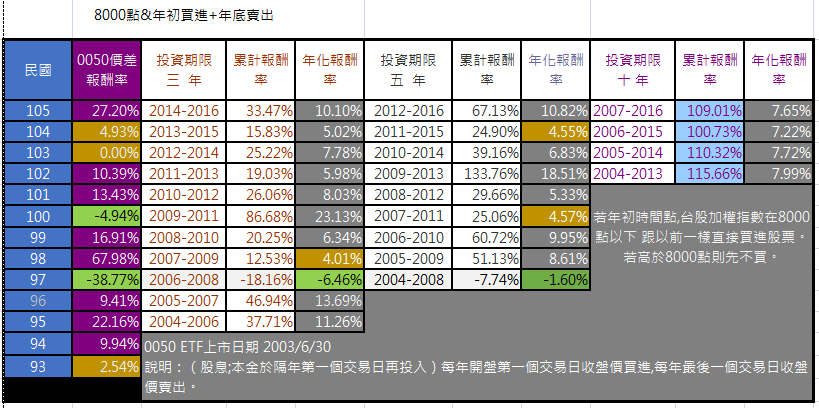 8000點&年初買進+年底賣出
民國 0050價差報酬率 投資期限三 年 累計報酬率 年化報酬率 投資期限五 年 累計報酬率 年化報酬率 投資期限十 年 累計報酬率 年化報酬率
105 27.20% 2014-2016 33.47% 10.10% 2012-2016 67.13% 10.82% 2007-2016 109.01% 7.65%
104 4.93% 2013-2015 15.83% 5.02% 2011-2015 24.90% 4.55% 2006-2015 100.73% 7.22%
103 0.00% 2012-2014 25.22% 7.78% 2010-2014 39.16% 6.83% 2005-2014 110.32% 7.72%
102 10.39% 2011-2013 19.03% 5.98% 2009-2013 133.76% 18.51% 2004-2013 115.66% 7.99%
101 13.43% 2010-2012 26.06% 8.03% 2008-2012 29.66% 5.33%
100 -4.94% 2009-2011 86.68% 23.13% 2007-2011 25.06% 4.57%
99 16.91% 2008-2010 20.25% 6.34% 2006-2010 60.72% 9.95%
98 67.98% 2007-2009 12.53% 4.01% 2005-2009 51.13% 8.61%
97 -38.77% 2006-2008 -18.16% -6.46% 2004-2008 -7.74% -1.60%
96 9.41% 2005-2007 46.94% 13.69%
95 22.16% 2004-2006 37.71% 11.26%
94 9.94%
93 2.54%
若年初時間點,台股加權指數在8000
點以下 跟以前一樣直接買進股票。
若高於8000點則先不買。
0050 ETF上市日期 2003/6/30
說明：（股息;本金於隔年第一個交易日再投入）每年開盤第一個交易日收盤價買進,每年最後一個交易日收盤
價賣出。